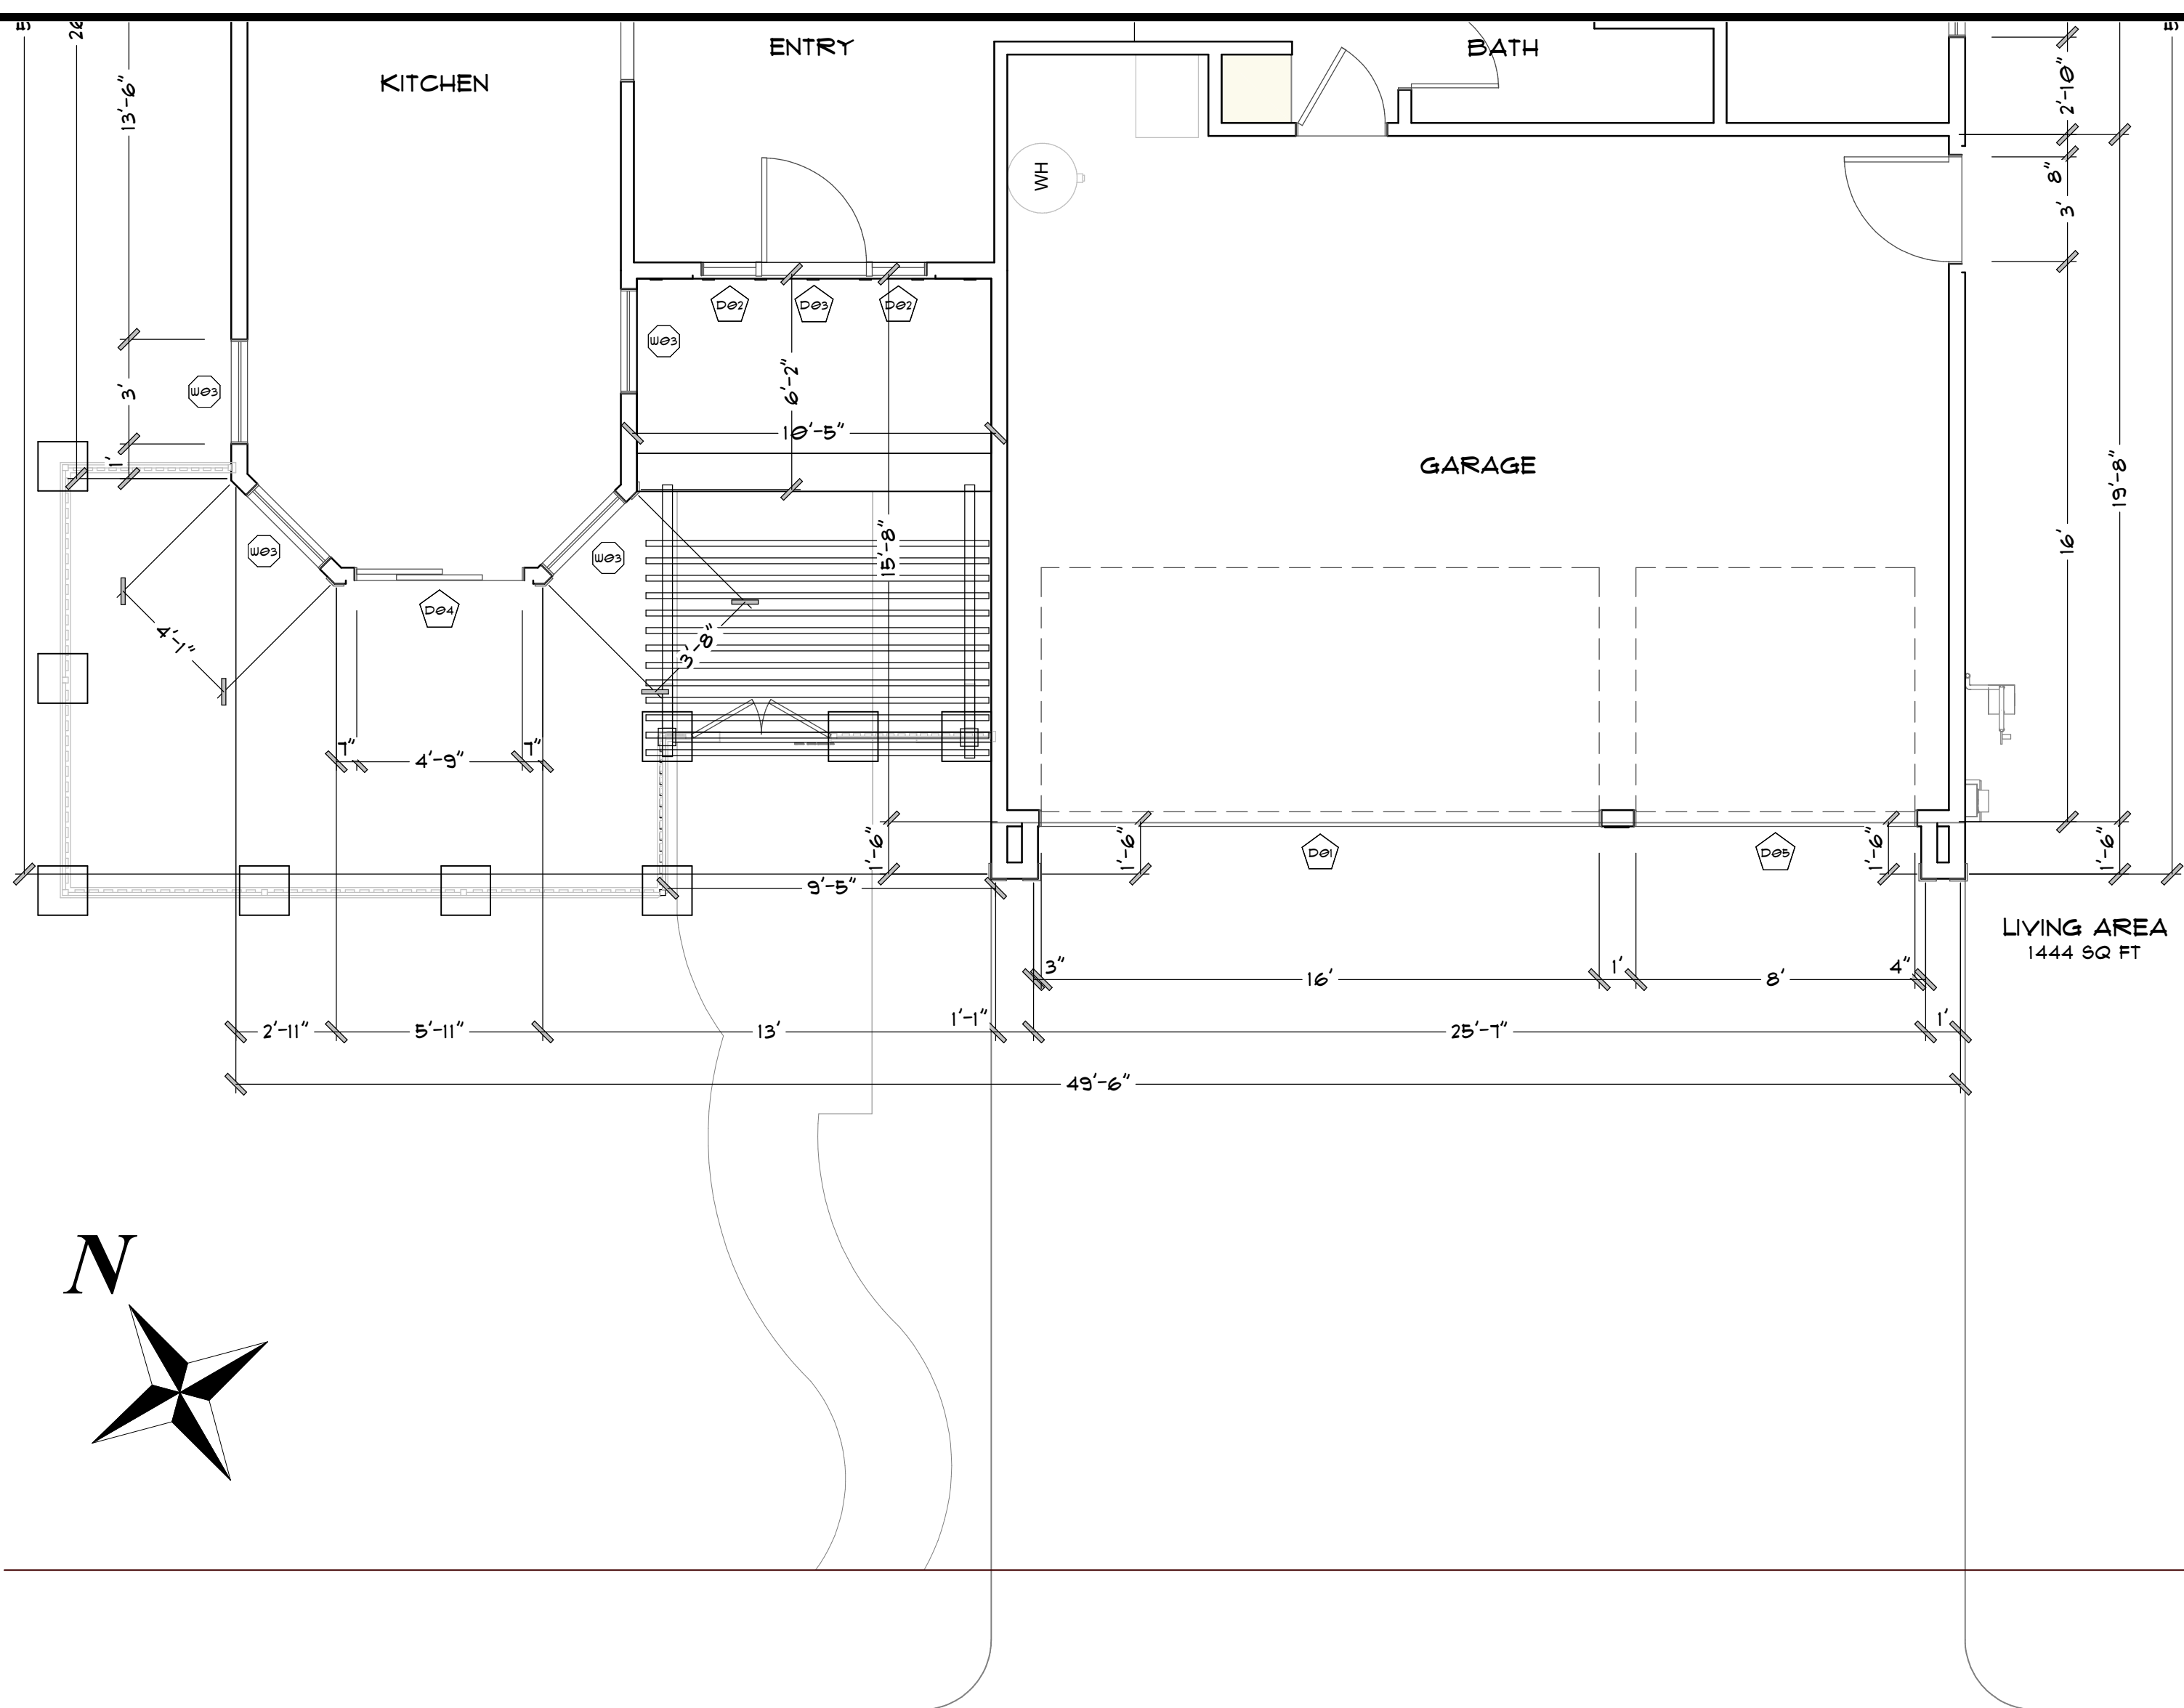 ENTRY
BATH
KITCHEN
13'-6"
2'-10"
WH
8"
3'
D02
D03
D02
W03
W03
3'
6'-2"
10'-5"
1'
GARAGE
19'-8"
16'
15'-8"
W03
W03
D04
4'-1"
3'-8"
7"
4'-9"
7"
1'-6"
1'-6"
D01
D05
1'-6"
1'-6"
9'-5"
LIVING AREA
1444 SQ FT
3"
16'
1'
8'
4"
2'-11"
5'-11"
13'
1'-1"
25'-7"
1'
49'-6"
N